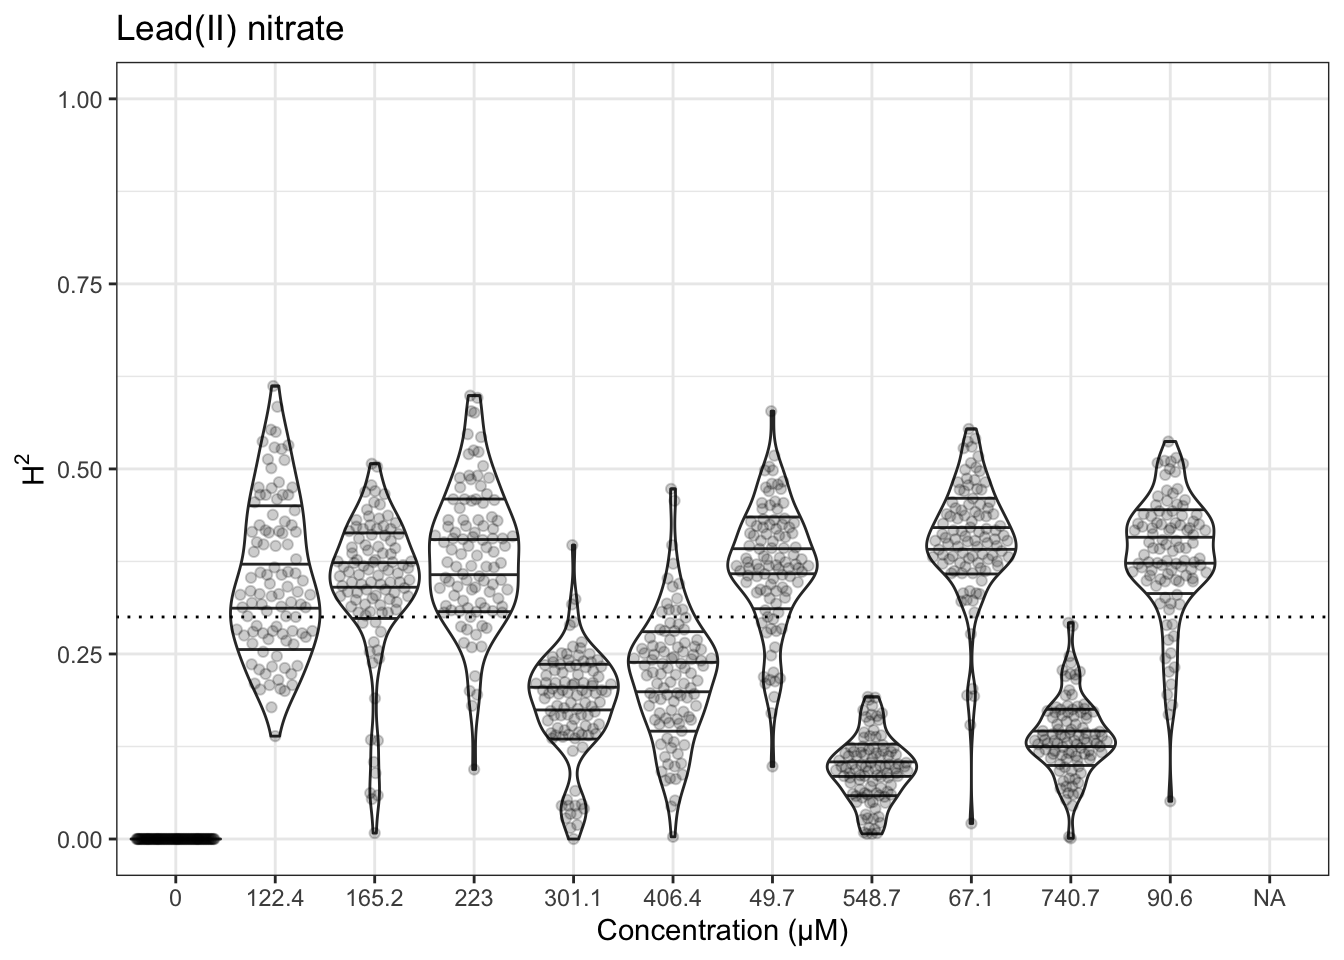 Lead(II) nitrate
1.00
0.75
0.50
0.25
0.00
H²
0 122.4 165.2 223 301.1 406.4 49.7 548.7 67.1 740.7 90.6 NA
Concentration (µM)